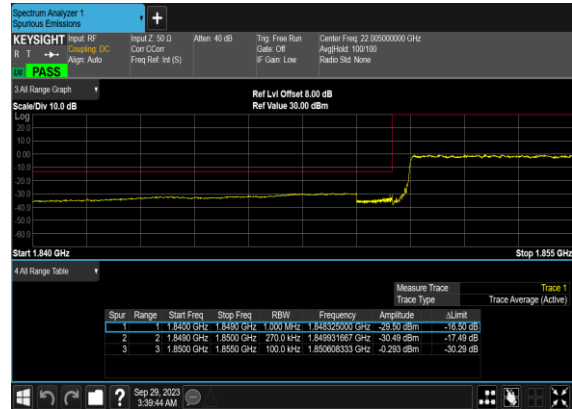 Spectrum Analyzer 1
Spurious Emissions
KEYSIGHT Input: RF Input Z: 50 Ω Atten: 40 dB Trig: Free Run Center Freq: 22.005000000 GHz
R T Coupling: DC Corr CCorr Gate: Off Avg|Hold: 100/100
Align: Auto Freq Ref: Int (S) IF Gain: Low Radio Std: None
LW PASS
3 All Range Graph
Ref Lvl Offset 8.00 dB
Scale/Div 10.0 dB Ref Value 30.00 dBm
Log
20.0
10.0
0.00
-10.0
-20.0
-30.0
-40.0
-50.0
-60.0
Start 1.840 GHz Stop 1.855 GHz
4 All Range Table
Measure Trace Trace 1
Trace Type Trace Average (Active)
Spur Range Start Freq Stop Freq RBW Frequency Amplitude ΔLimit
1 1 1.8400 GHz 1.8490 GHz 1.000 MHz 1.848325000 GHz -29.50 dBm -16.50 dB
2 2 1.8490 GHz 1.8500 GHz 270.0 kHz 1.849931667 GHz -30.49 dBm -17.49 dB
3 3 1.8500 GHz 1.8550 GHz 100.0 kHz 1.850608333 GHz -0.293 dBm -30.29 dB
? Sep 29, 2023
3:39:44 AM